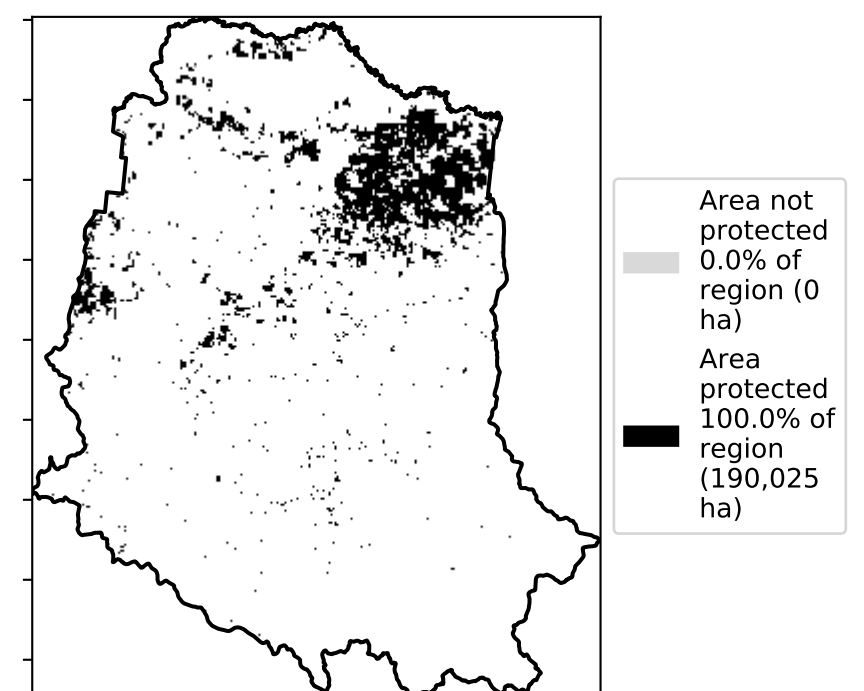 Area not
protected
0.0% of
region (0
ha)
Area
protected
100.0% of
region
(190,025
ha)